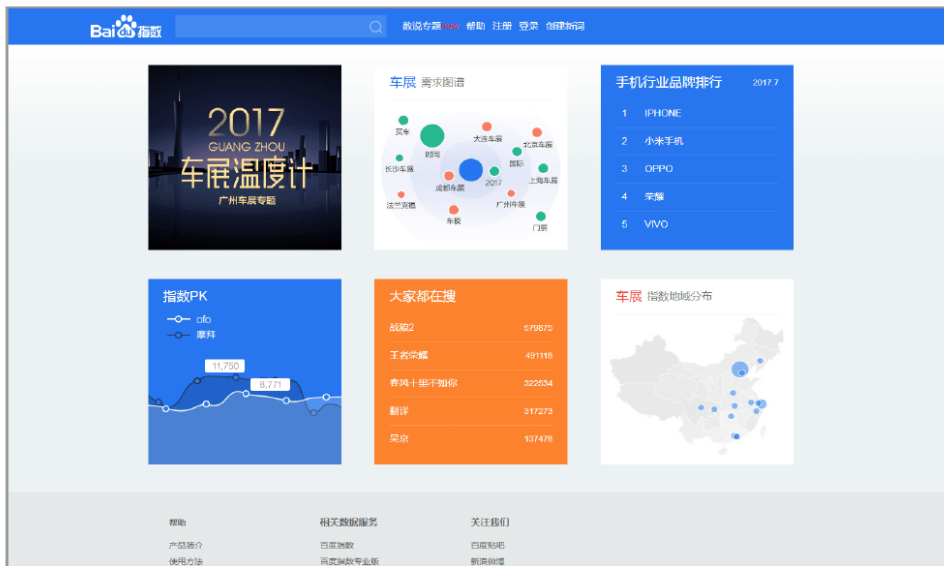 Bai 指数
数说专题new 帮助 注册 登录 创建新词
2017
GUANG ZHOU
车展温度计
广州车展专题
车展 需求图谱
买车
时间
大连车展
北京车展
长沙车展
国际
成都车展
2017
上海车展
法兰克福
广州车展
车模
门票
手机行业品牌排行 2017.7
1 IPHONE
2 小米手机
3 OPPO
4 荣耀
5 VIVO
指数PK
ofo
摩拜
11,750
8,771
大家都在搜
战狼2 579875
王者荣耀 491118
春风十里不如你 322534
翻译 317273
吴京 137476
车展 指数地域分布
帮助
相关数据服务
关注我们
产品简介
百度指数
百度贴吧
使用方法
百度指数专业版
新浪微博